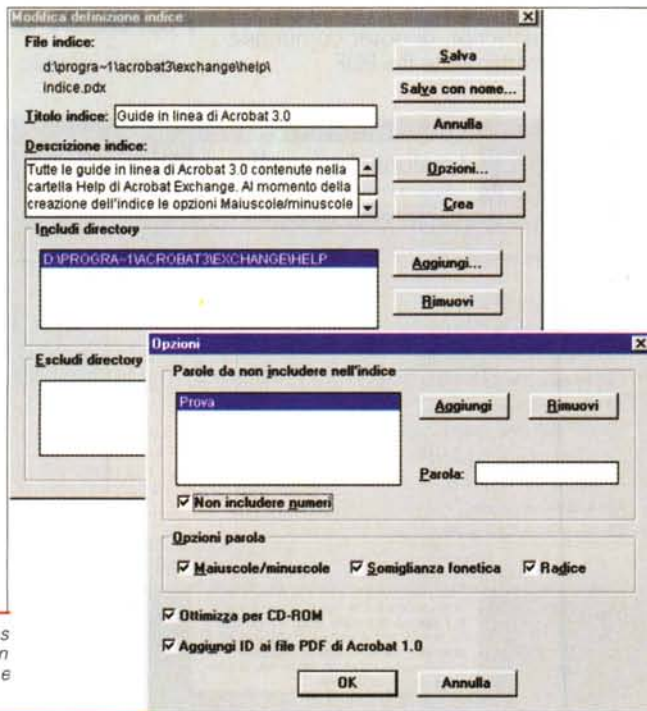 Modifica definizione indice
File indice:
d:\progra~1\acrobat3\exchange\help\
indice.pdx
Titolo indice: Guide in linea di Acrobat 3.0
Descrizione indice:
Tutte le guide in linea di Acrobat 3.0 contenute nella
cartella Help di Acrobat Exchange. Al momento della
creazione dell'indice le opzioni Maiuscole/minuscole
Salva
Salva con nome...
Annulla
Opzioni...
Crea
Includi directory
D:\PROGRA~1\ACROBAT3\EXCHANGE\HELP
Aggiungi...
Rimuovi
Escludi directory
Opzioni
Parole da non includere nell'indice
Prova
Aggiungi
Rimuovi
Parola:
Non includere numeri
Opzioni parola
Maiuscole/minuscole Somiglianza fonetica Radice
Ottimizza per CD-ROM
Aggiungi ID ai file PDF di Acrobat 1.0
OK Annulla
s
n
e